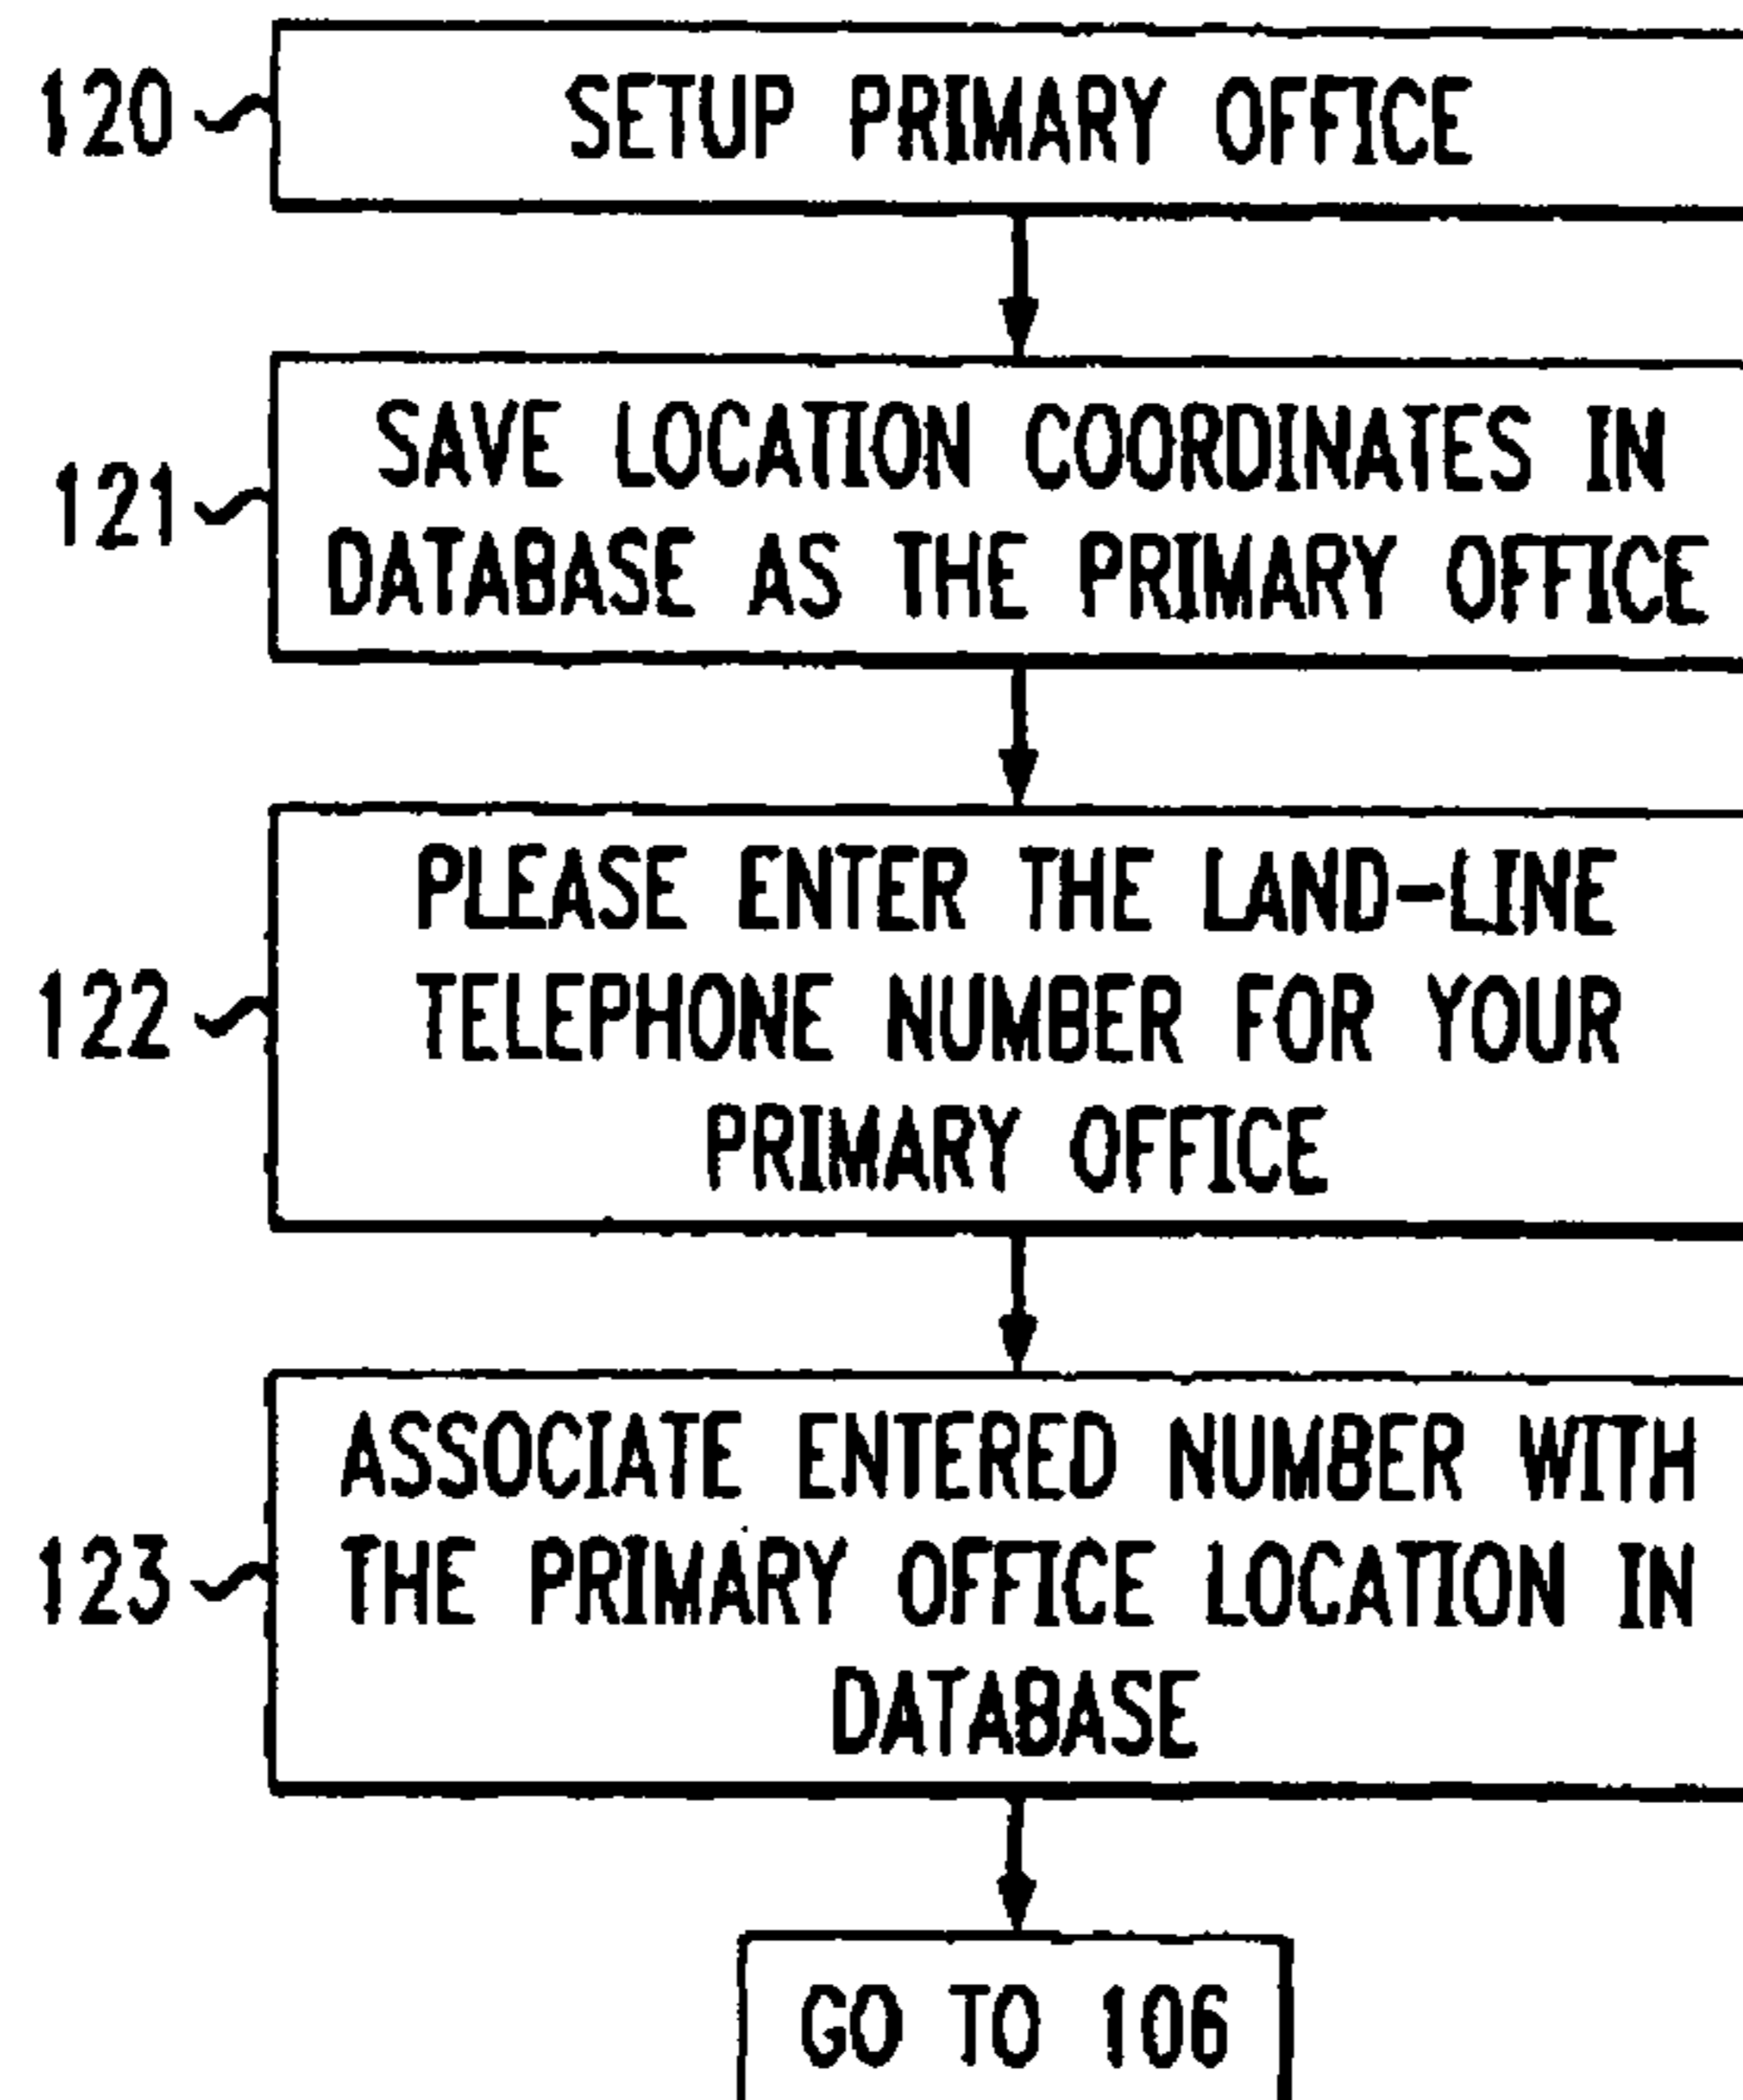 120
SETUP PRIMARY OFFICE
121
SAVE LOCATION COORDINATES IN
DATABASE AS THE PRIMARY OFFICE
122
PLEASE ENTER THE LAND-LINE
TELEPHONE NUMBER FOR YOUR
PRIMARY OFFICE
123
ASSOCIATE ENTERED NUMBER WITH
THE PRIMARY OFFICE LOCATION IN
DATABASE
GO TO 106